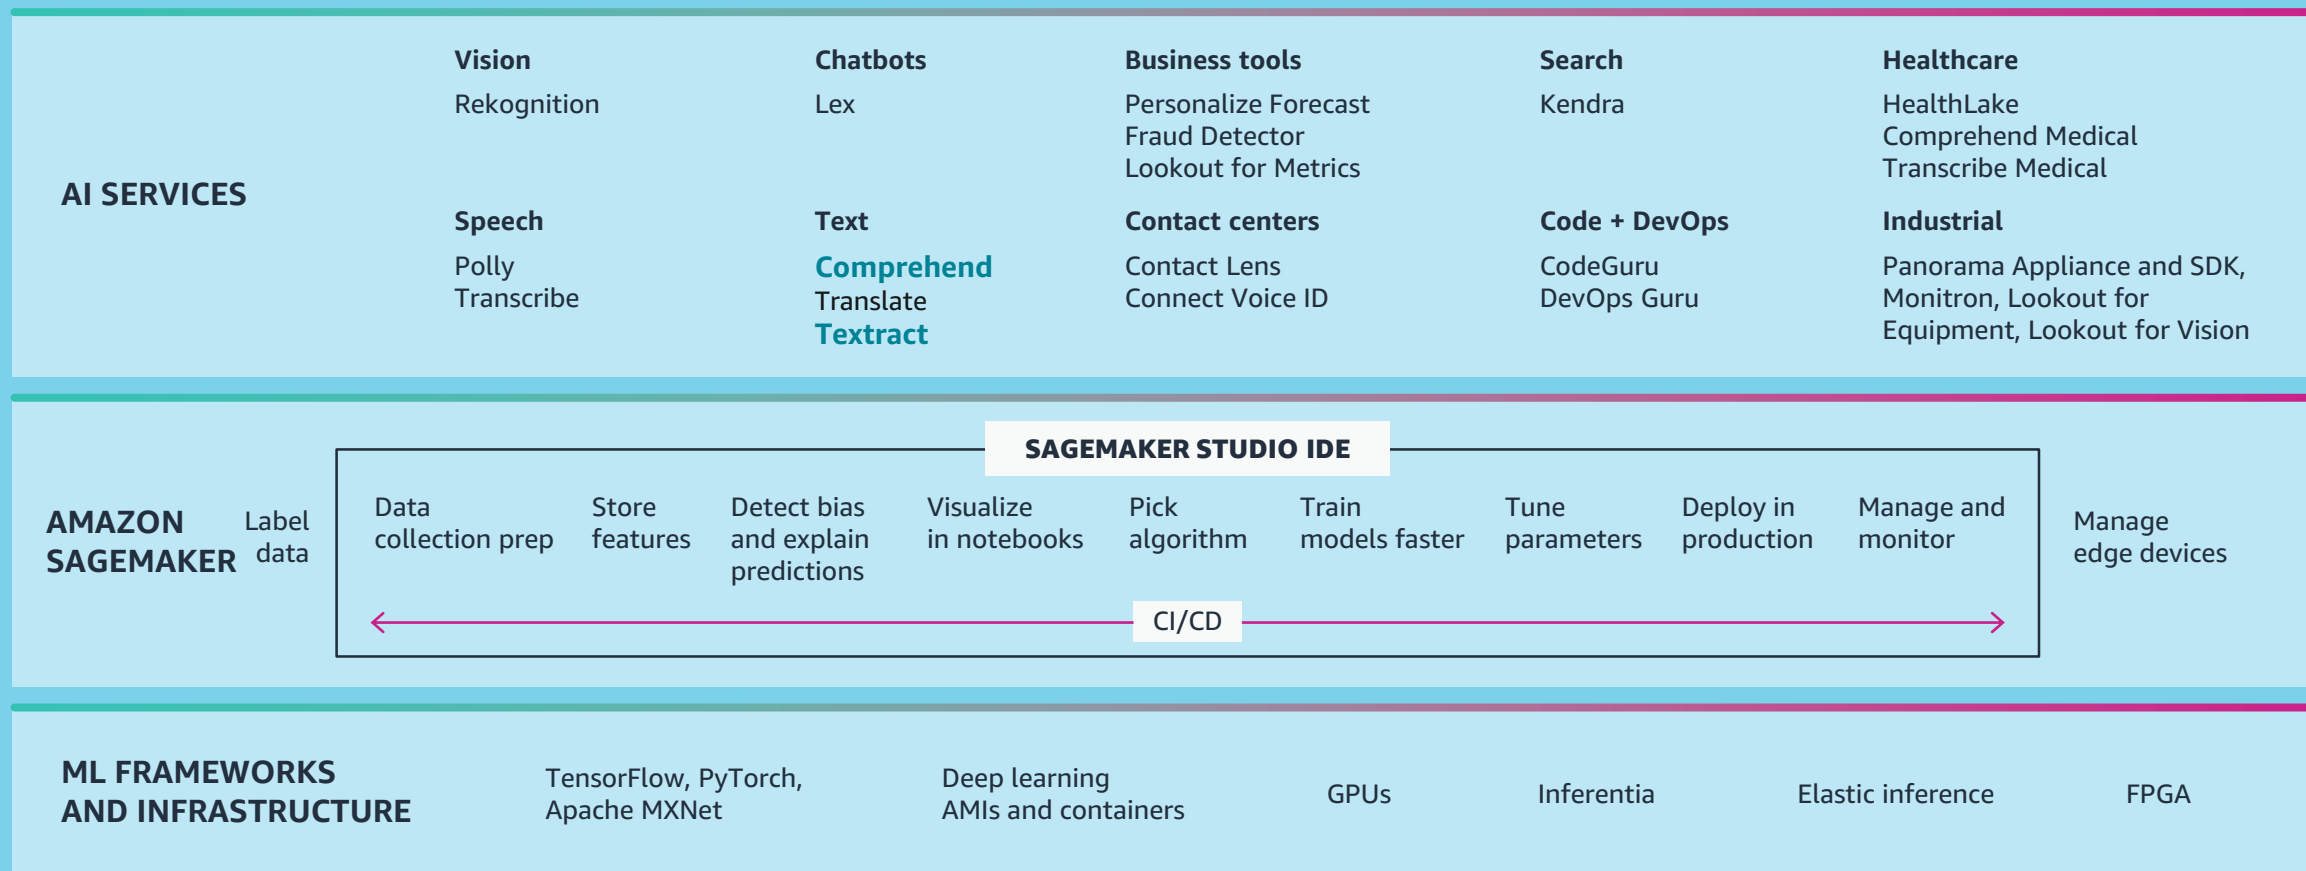 AI SERVICES
Vision
Rekognition
Chatbots
Lex
Business tools
Personalize Forecast
Fraud Detector
Lookout for Metrics
Search
Kendra
Healthcare
HealthLake
Comprehend Medical
Transcribe Medical
Speech
Polly
Transcribe
Text
Comprehend
Translate
Textract
Contact centers
Contact Lens
Connect Voice ID
Code + DevOps
CodeGuru
DevOps Guru
Industrial
Panorama Appliance and SDK,
Monitron, Lookout for
Equipment, Lookout for Vision
AMAZON
SAGEMAKER
Label
data
SAGEMAKER STUDIO IDE
Data
collection prep
Store
features
Detect bias
and explain
predictions
Visualize
in notebooks
Pick
algorithm
Train
models faster
Tune
parameters
Deploy in
production
Manage and
monitor
CI/CD
Manage
edge devices
ML FRAMEWORKS
AND INFRASTRUCTURE
TensorFlow, PyTorch,
Apache MXNet
Deep learning
AMIs and containers
GPUs
Inferentia
Elastic inference
FPGA